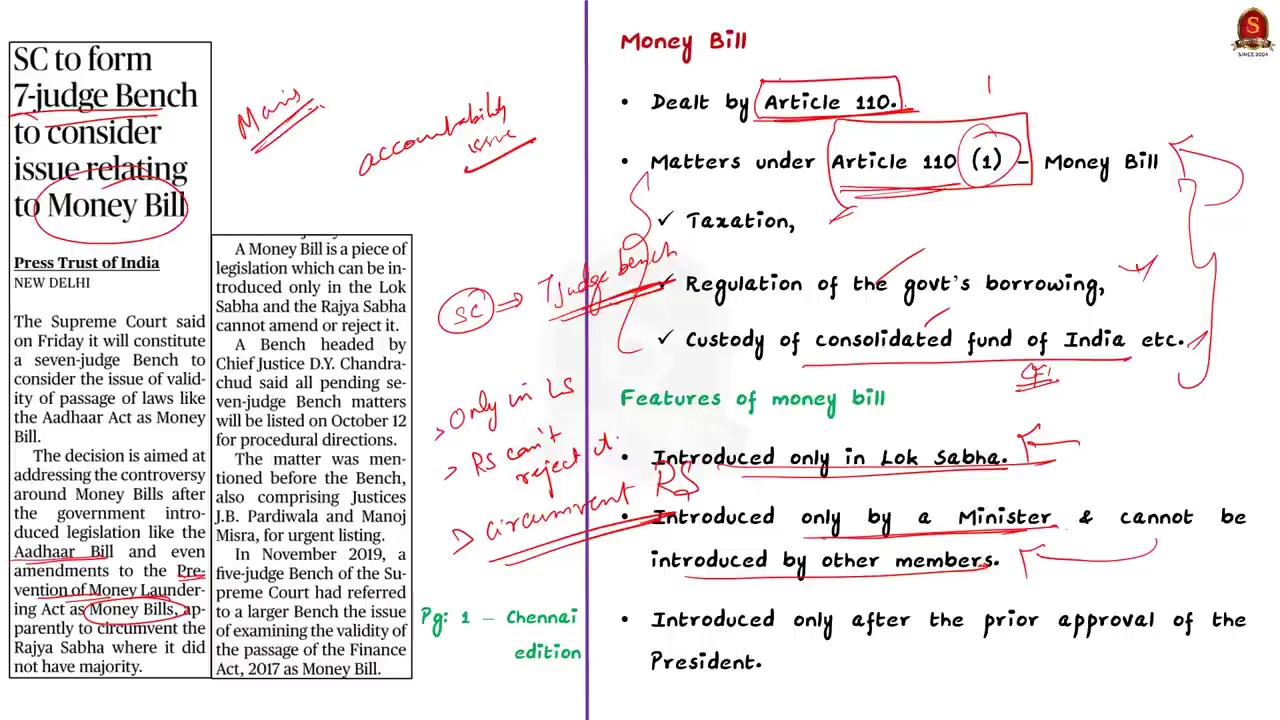 SC to form
7-judge Bench
to consider
issue relating
to Money Bill
Press Trust of India
NEW DELHI
The Supreme Court said
on Friday it will constitute
a seven-judge Bench to
consider the issue of valid-
ity of passage of laws like
the Aadhaar Act as Money
Bill.
The decision is aimed at
addressing the controversy
around Money Bills after
the government intro-
duced legislation like the
Aadhaar Bill and even
amendments to the Pre-
vention of Money Launder-
ing Act as Money Bills, ap-
parently to circumvent the
Rajya Sabha where it did
not have majority.
A Money Bill is a piece of
legislation which can be in-
troduced only in the Lok
Sabha and the Rajya Sabha
cannot amend or reject it.
A Bench headed by
Chief Justice D.Y. Chandra-
chud said all pending se-
ven-judge Bench matters
will be listed on October 12
for procedural directions.
The matter was men-
tioned before the Bench,
also comprising Justices
J.B. Pardiwala and Manoj
Misra, for urgent listing.
In November 2019, a
five-judge Bench of the Su-
preme Court had referred
to a larger Bench the issue
of examining the validity of
the passage of the Finance
Act, 2017 as Money Bill.
Mains
accountability
issue
SC ⇒ 7 judge bench
> Only in LS
> RS can't
reject it.
> circumvent RS
Pg: 1 – Chennai
edition
Money Bill
• Dealt by Article 110.
• Matters under Article 110 (1) – Money Bill
✓ Taxation,
✓ Regulation of the govt's borrowing,
✓ Custody of consolidated fund of India etc.
CFI
Features of money bill
• Introduced only in Lok Sabha.
• Introduced only by a Minister & cannot be
introduced by other members.
• Introduced only after the prior approval of the
President.
S
SINCE 2004